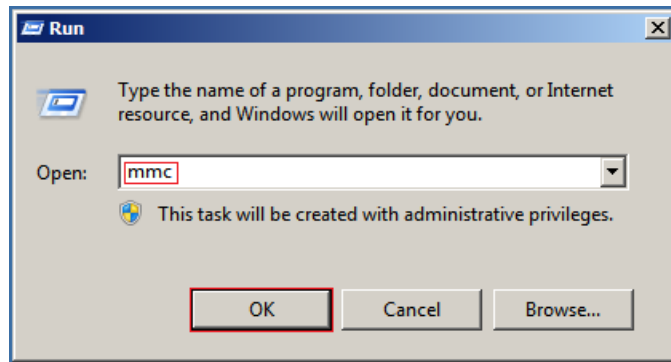 Run
Type the name of a program, folder, document, or Internet
resource, and Windows will open it for you.
Open: mmc
This task will be created with administrative privileges.
OK Cancel Browse...